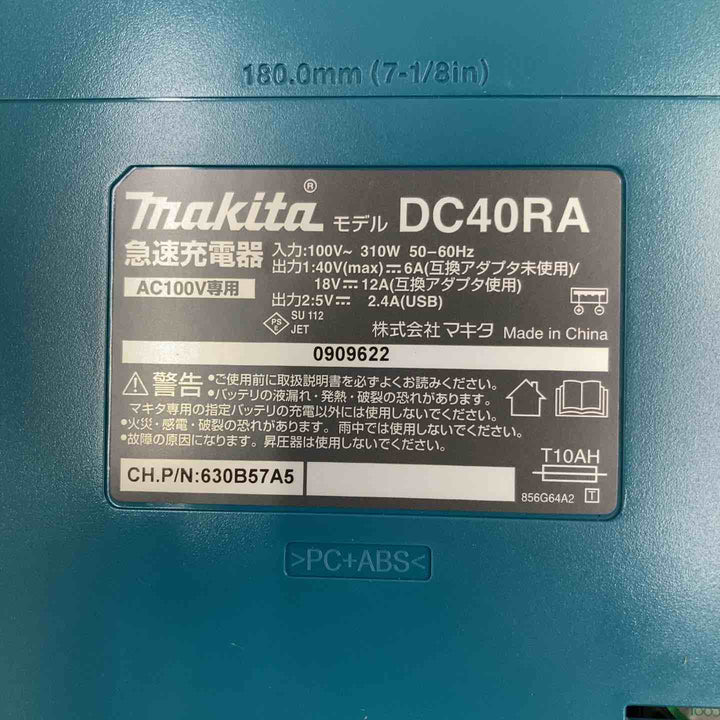 180.0mm (7-1/8in)
makita® モデル DC40RA
急速充電器
AC100V専用
入力:100V~ 310W 50-60Hz
出力1:40V(max)⎓6A(互換アダプタ未使用)/
18V⎓12A(互換アダプタ使用)
出力2:5V⎓ 2.4A(USB)
PS
E
SU 112
JET
株式会社マキタ Made in China
0909622
警告
•ご使用前に取扱説明書を必ずよくお読みください。
•バッテリの液漏れ・発熱・破裂の恐れがあります。
マキタ専用の指定バッテリの充電以外には使用しないでください。
•火災・感電・破裂の恐れがあります。雨中では使用しないでください。
•故障の原因になります。昇圧器は使用しないでください。
T10AH
CH.P/N:630B57A5
856G64A2 T
>PC+ABS<